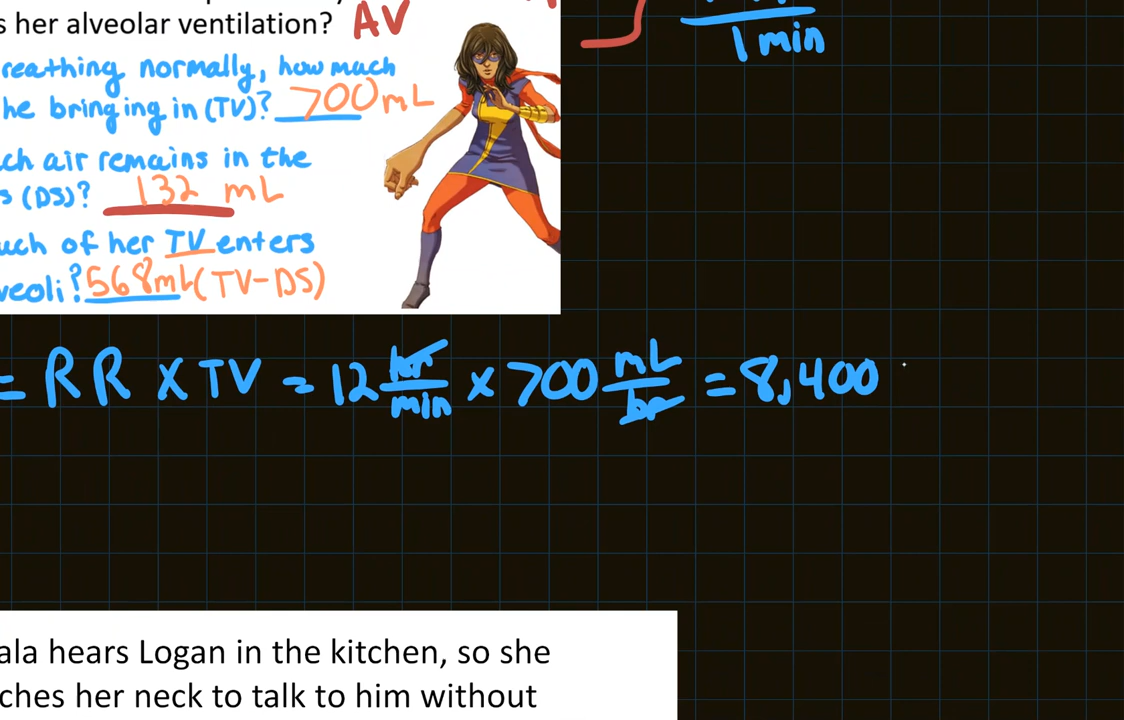 s her alveolar ventilation? AV
1 min
reathing normally, how much
he bringing in (TV)? 700 mL
ch air remains in the
s (DS)? 132 mL
uch of her TV enters
veoli? 568mL (TV-DS)
= RR X TV = 12 br/min x 700 mL/br = 8,400
ala hears Logan in the kitchen, so she
ches her neck to talk to him without